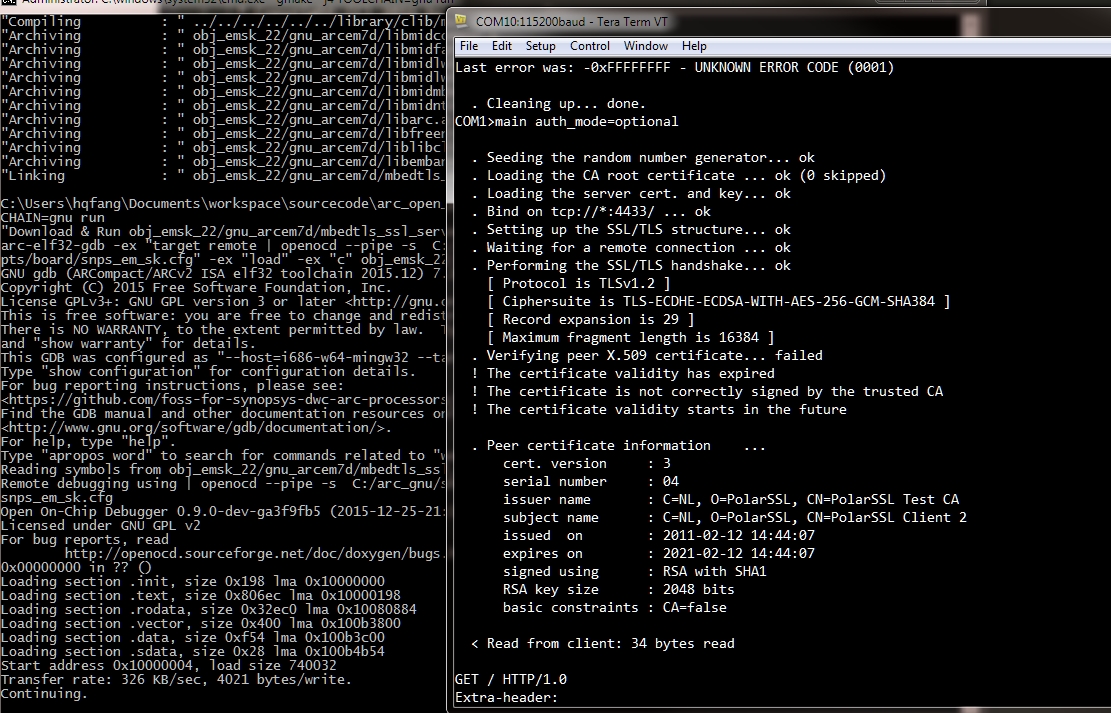 Administrator: C:\windows\system32\cmd.exe - gmake -j4 TOOLCHAIN=gnu run
"Compiling : " ../../../../../../library/clib/m
"Archiving : " obj_emsk_22/gnu_arcem7d/libmidco
"Archiving : " obj_emsk_22/gnu_arcem7d/libmidfa
"Archiving : " obj_emsk_22/gnu_arcem7d/libmidlw
"Archiving : " obj_emsk_22/gnu_arcem7d/libmidlw
"Archiving : " obj_emsk_22/gnu_arcem7d/libmidmb
"Archiving : " obj_emsk_22/gnu_arcem7d/libmidnt
"Archiving : " obj_emsk_22/gnu_arcem7d/libarc.a
"Archiving : " obj_emsk_22/gnu_arcem7d/libfreer
"Archiving : " obj_emsk_22/gnu_arcem7d/liblibcl
"Archiving : " obj_emsk_22/gnu_arcem7d/libembar
"Linking : " obj_emsk_22/gnu_arcem7d/mbedtls_
C:\Users\hqfang\Documents\workspace\sourcecode\arc_open_
CHAIN=gnu run
"Download & Run obj_emsk_22/gnu_arcem7d/mbedtls_ssl_ser
arc-elf32-gdb -ex "target remote | openocd --pipe -s C:
pts/board/snps_em_sk.cfg" -ex "load" -ex "c" obj_emsk_22
GNU gdb (ARCompact/ARCv2 ISA elf32 toolchain 2015.12) 7.
Copyright (C) 2015 Free Software Foundation, Inc.
License GPLv3+: GNU GPL version 3 or later <http://gnu.o
This is free software: you are free to change and redist
There is NO WARRANTY, to the extent permitted by law. T
and "show warranty" for details.
This GDB was configured as "--host=i686-w64-mingw32 --ta
Type "show configuration" for configuration details.
For bug reporting instructions, please see:
<https://github.com/foss-for-synopsys-dwc-arc-processors
Find the GDB manual and other documentation resources on
<http://www.gnu.org/software/gdb/documentation/>.
For help, type "help".
Type "apropos word" to search for commands related to "w
Reading symbols from obj_emsk_22/gnu_arcem7d/mbedtls_ssl
Remote debugging using | openocd --pipe -s C:/arc_gnu/s
snps_em_sk.cfg
Open On-Chip Debugger 0.9.0-dev-ga3f9fb5 (2015-12-25-21:
Licensed under GNU GPL v2
For bug reports, read
http://openocd.sourceforge.net/doc/doxygen/bugs.
0x00000000 in ?? ()
Loading section .init, size 0x198 lma 0x10000000
Loading section .text, size 0x806ec lma 0x10000198
Loading section .rodata, size 0x32ec0 lma 0x10080884
Loading section .vector, size 0x400 lma 0x100b3800
Loading section .data, size 0xf54 lma 0x100b3c00
Loading section .sdata, size 0x28 lma 0x100b4b54
Start address 0x10000004, load size 740032
Transfer rate: 326 KB/sec, 4021 bytes/write.
Continuing.
COM10:115200baud - Tera Term VT
File Edit Setup Control Window Help
Last error was: -0xFFFFFFFF - UNKNOWN ERROR CODE (0001)
. Cleaning up... done.
COM1>main auth_mode=optional
. Seeding the random number generator... ok
. Loading the CA root certificate ... ok (0 skipped)
. Loading the server cert. and key... ok
. Bind on tcp://*:4433/ ... ok
. Setting up the SSL/TLS structure... ok
. Waiting for a remote connection ... ok
. Performing the SSL/TLS handshake... ok
[ Protocol is TLSv1.2 ]
[ Ciphersuite is TLS-ECDHE-ECDSA-WITH-AES-256-GCM-SHA384 ]
[ Record expansion is 29 ]
[ Maximum fragment length is 16384 ]
. Verifying peer X.509 certificate... failed
! The certificate validity has expired
! The certificate is not correctly signed by the trusted CA
! The certificate validity starts in the future
. Peer certificate information ...
cert. version : 3
serial number : 04
issuer name : C=NL, O=PolarSSL, CN=PolarSSL Test CA
subject name : C=NL, O=PolarSSL, CN=PolarSSL Client 2
issued on : 2011-02-12 14:44:07
expires on : 2021-02-12 14:44:07
signed using : RSA with SHA1
RSA key size : 2048 bits
basic constraints : CA=false
< Read from client: 34 bytes read
GET / HTTP/1.0
Extra-header: